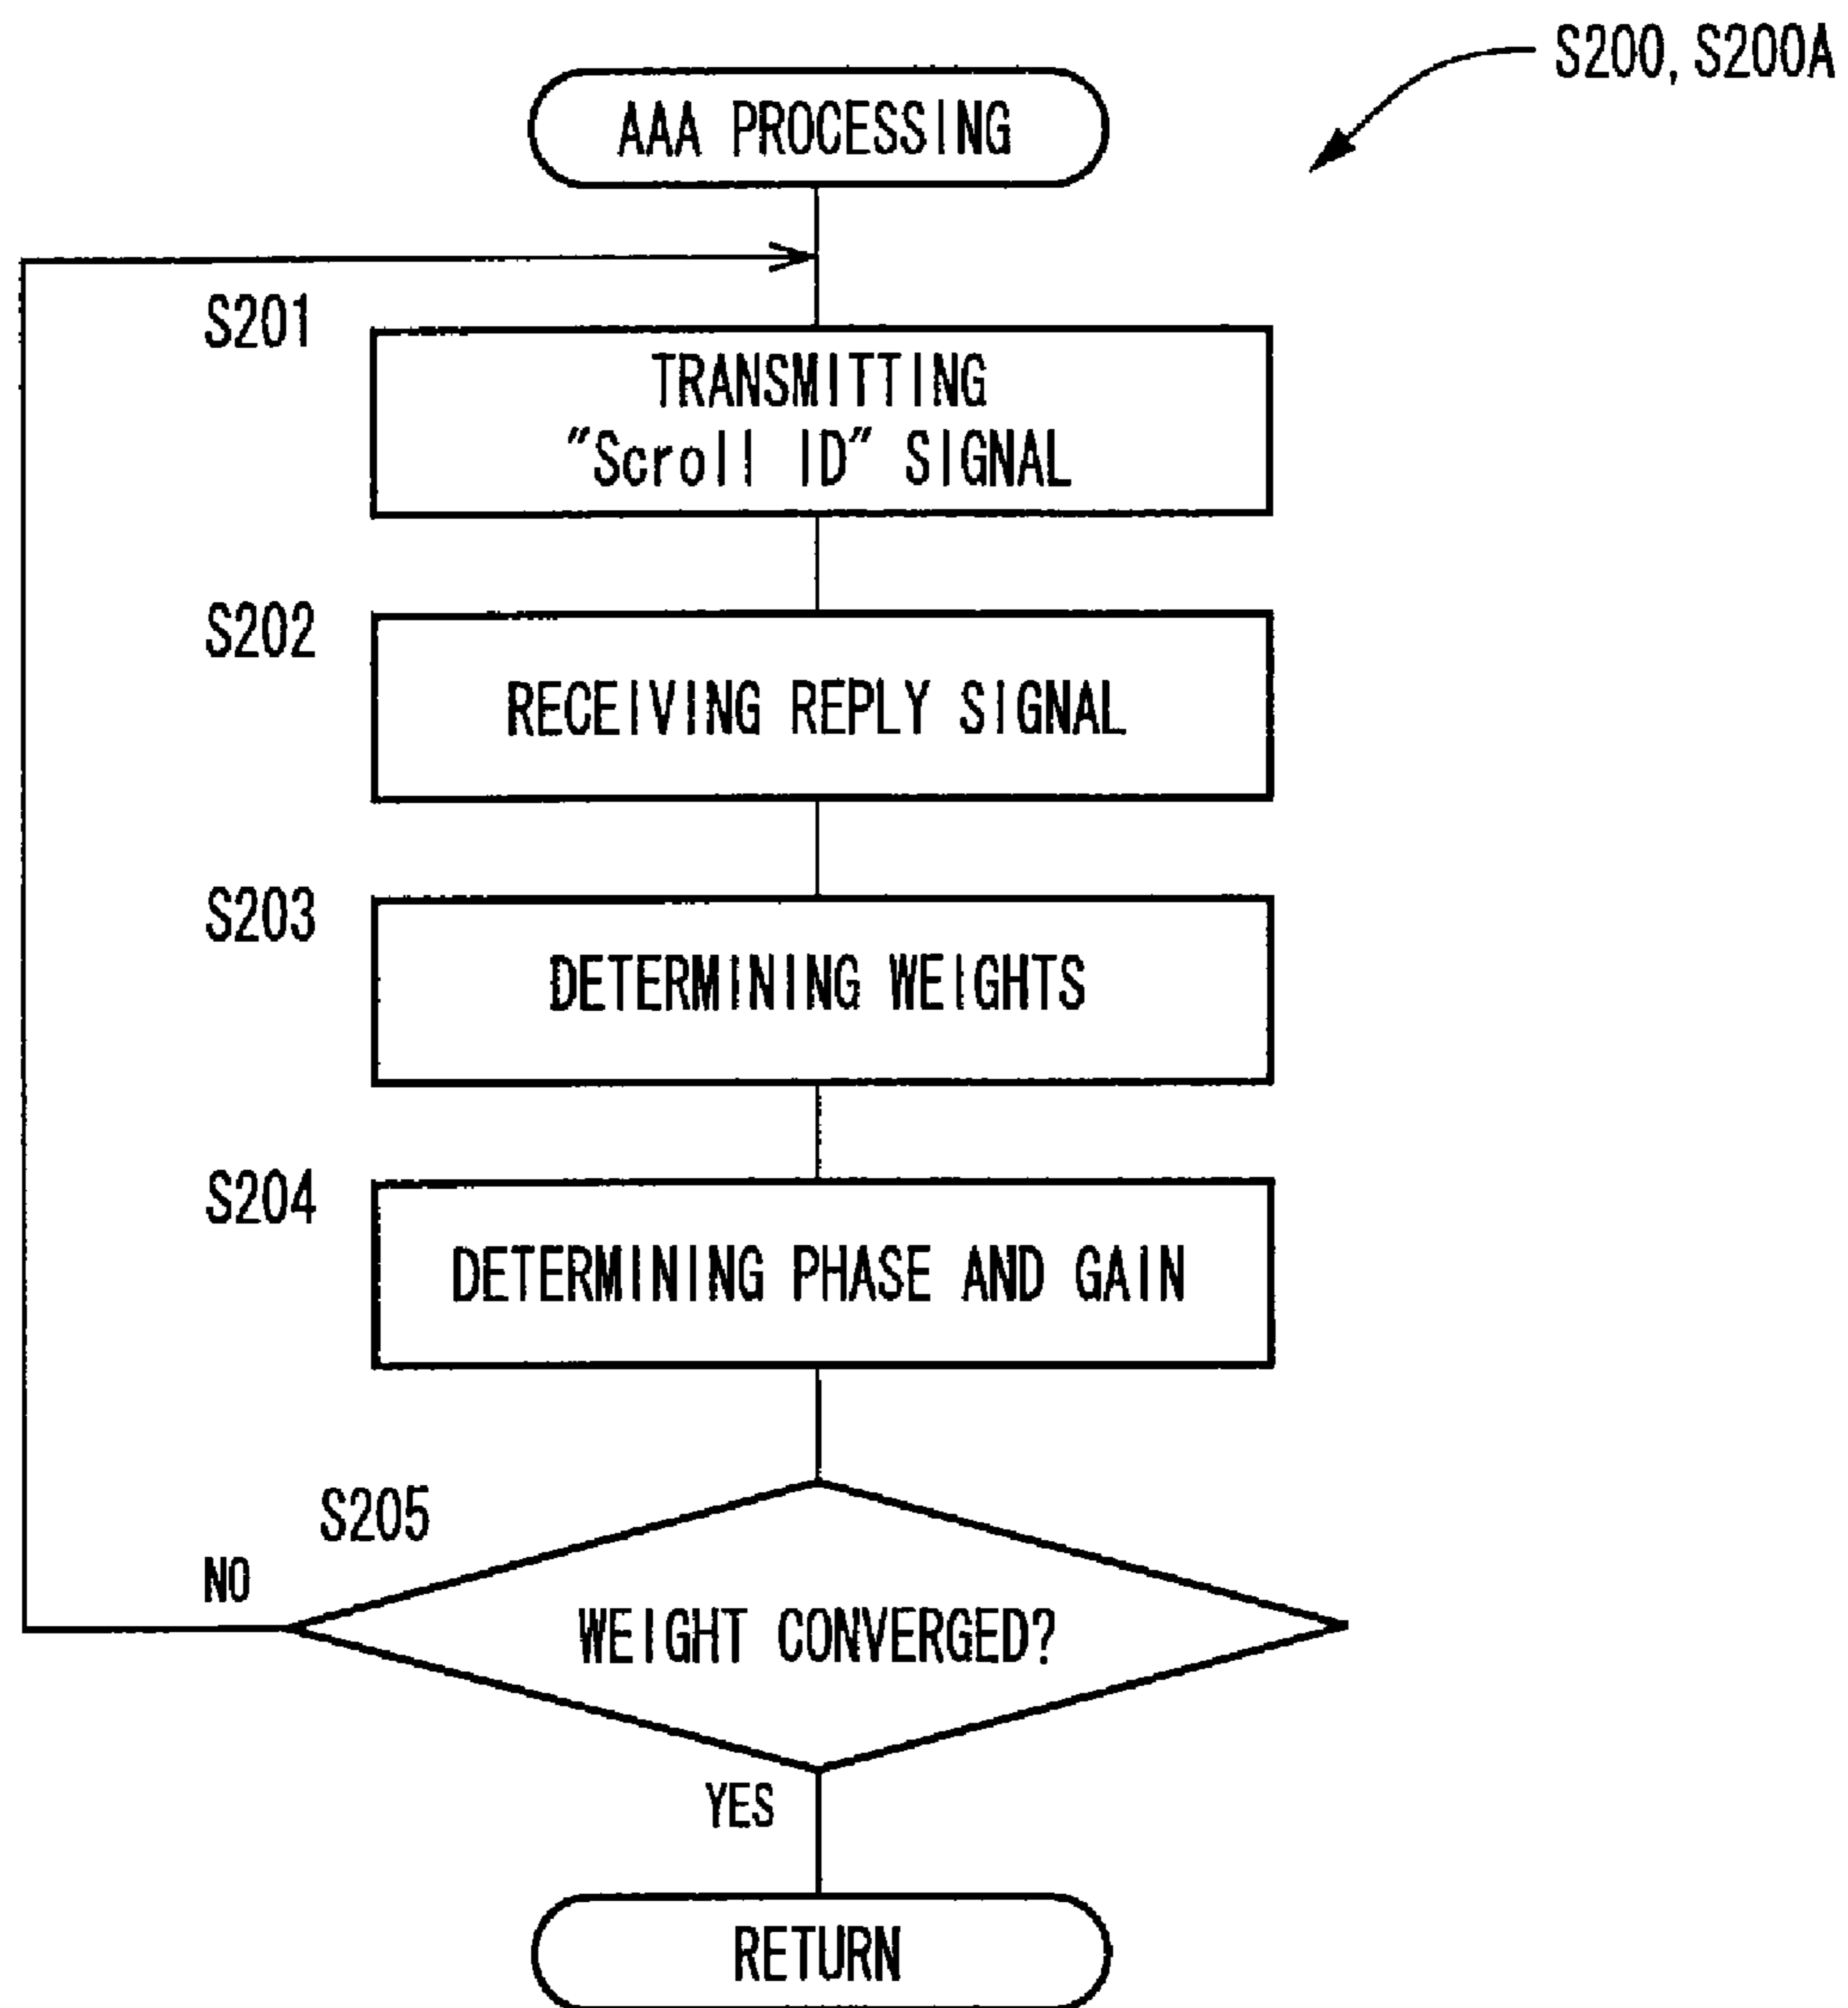 S200, S200A
AAA PROCESSING
S201
TRANSMITTING
"Scroll ID" SIGNAL
S202
RECEIVING REPLY SIGNAL
S203
DETERMINING WEIGHTS
S204
DETERMINING PHASE AND GAIN
S205
NO
WEIGHT CONVERGED?
YES
RETURN